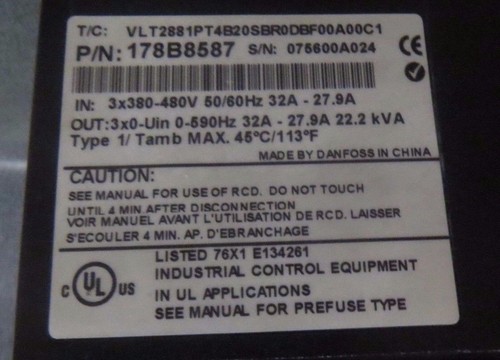 T/C: VLT2881PT4B20SBR0DBF00A00C1
P/N: 178B8587 S/N: 075600A024
CE
IN: 3x380-480V 50/60Hz 32A - 27.9A
OUT: 3x0-Uin 0-590Hz 32A - 27.9A 22.2 kVA
Type 1/ Tamb MAX. 45°C/113°F
MADE BY DANFOSS IN CHINA
CAUTION:
SEE MANUAL FOR USE OF RCD. DO NOT TOUCH
UNTIL 4 MIN AFTER DISCONNECTION
VOIR MANUEL AVANT L'UTILISATION DE RCD. LAISSER
S'ECOULER 4 MIN. AP. D'EBRANCHAGE
C UL US
LISTED 76X1 E134261
INDUSTRIAL CONTROL EQUIPMENT
IN UL APPLICATIONS
SEE MANUAL FOR PREFUSE TYPE